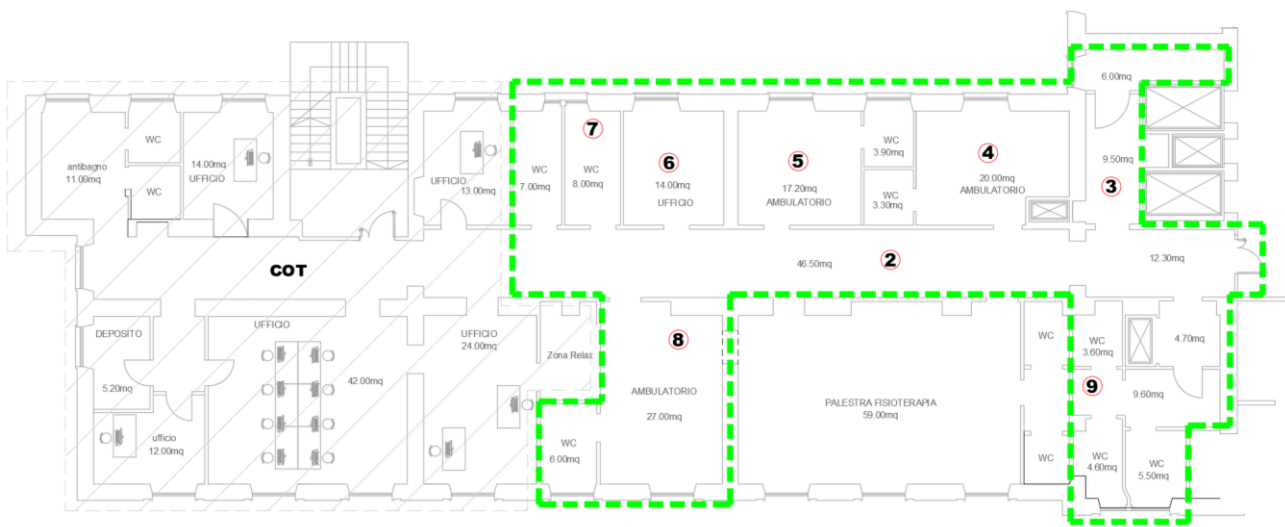 6.00mq
7
WC
antibagno
11.00mq
14.00mq
UFFICIO
WC
UFFICIO
13.00mq
WC
7.00mq
WC
8.00mq
6
14.00mq
UFFICIO
5
17.20mq
AMBULATORIO
WC
3.90mq
WC
3.30mq
4
20.00mq
AMBULATORIO
9.50mq
3
COT
46.50mq
2
12.30mq
DEPOSITO
5.20mq
UFFICIO
42.00mq
UFFICIO
24.00mq
Zona Relax
8
AMBULATORIO
27.00mq
PALESTRA FISIOTERAPIA
59.00mq
WC
WC
3.60mq
4.70mq
9
9.60mq
ufficio
12.00mq
WC
6.00mq
WC
WC
4.60mq
WC
5.50mq